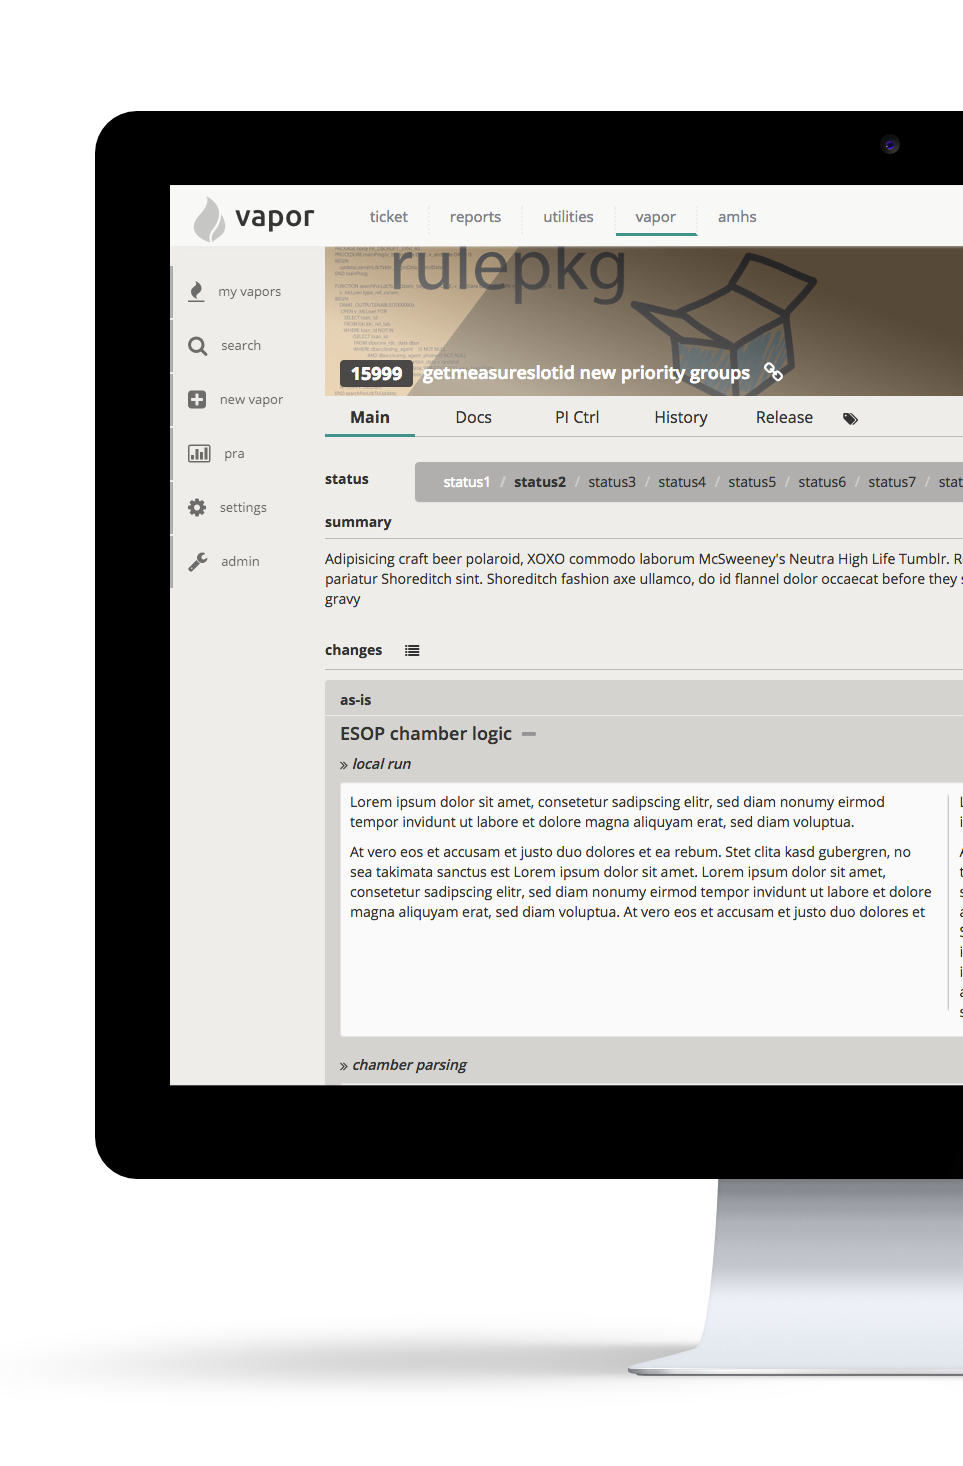 vapor
ticket reports utilities vapor amhs
my vapors
search
new vapor
pra
settings
admin
rulepkg
15999 getmeasureslotid new priority groups
Main Docs PI Ctrl History Release
status status1 / status2 / status3 / status4 / status5 / status6 / status7 / stat
summary
Adipisicing craft beer polaroid, XOXO commodo laborum McSweeney's Neutra High Life Tumblr.
pariatur Shoreditch sint. Shoreditch fashion axe ullamco, do id flannel dolor occaecat before they
gravy
changes
as-is
ESOP chamber logic
» local run
Lorem ipsum dolor sit amet, consetetur sadipscing elitr, sed diam nonumy eirmod
tempor invidunt ut labore et dolore magna aliquyam erat, sed diam voluptua.
At vero eos et accusam et justo duo dolores et ea rebum. Stet clita kasd gubergren, no
sea takimata sanctus est Lorem ipsum dolor sit amet. Lorem ipsum dolor sit amet,
consetetur sadipscing elitr, sed diam nonumy eirmod tempor invidunt ut labore et dolore
magna aliquyam erat, sed diam voluptua. At vero eos et accusam et justo duo dolores et
» chamber parsing